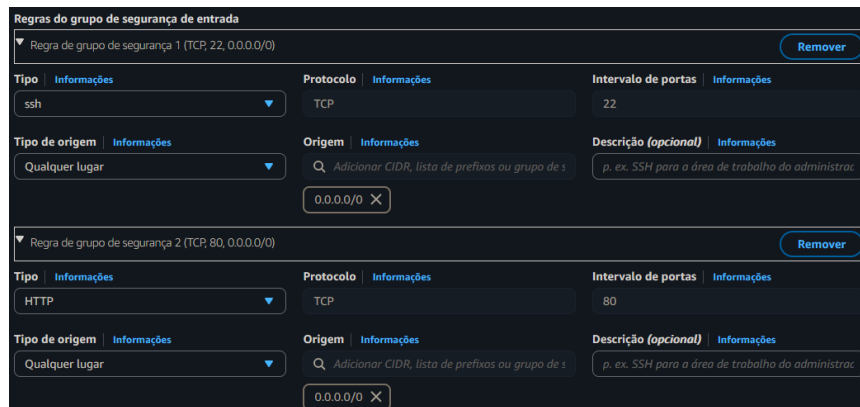 Regras do grupo de segurança de entrada
Regra de grupo de segurança 1 (TCP, 22, 0.0.0.0/0) Remover
Tipo | Informações Protocolo | Informações Intervalo de portas | Informações
ssh TCP 22
Tipo de origem | Informações Origem | Informações Descrição (opcional) | Informações
Qualquer lugar Adicionar CIDR, lista de prefixos ou grupo de s p. ex. SSH para a área de trabalho do administrac
0.0.0.0/0 X
Regra de grupo de segurança 2 (TCP, 80, 0.0.0.0/0) Remover
Tipo | Informações Protocolo | Informações Intervalo de portas | Informações
HTTP TCP 80
Tipo de origem | Informações Origem | Informações Descrição (opcional) | Informações
Qualquer lugar Adicionar CIDR, lista de prefixos ou grupo de s p. ex. SSH para a área de trabalho do administrac
0.0.0.0/0 X